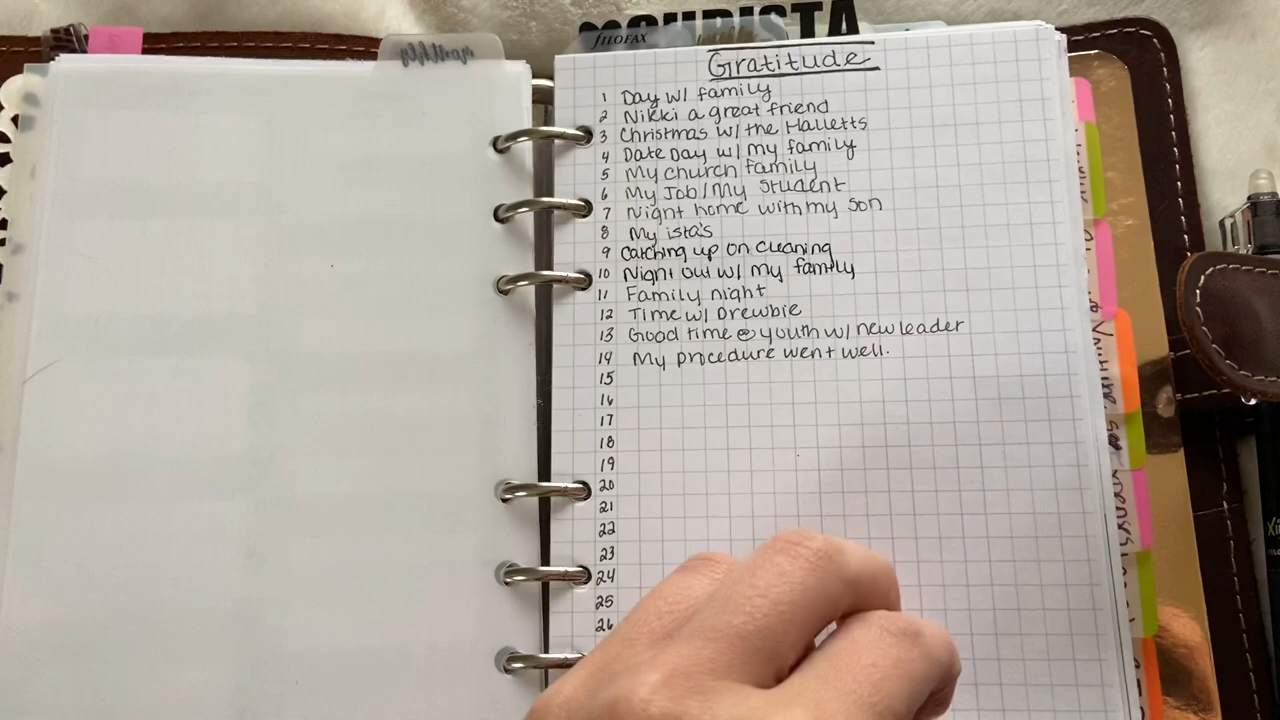 FILOFAX
Gratitude
1 Day w/ family
2 Nikki a great friend
3 Christmas w/ the Halletts
4 Date Day w/ my family
5 My church family
6 My Job/My student
7 Night home with my son
8 My ista's
9 Catching up on cleaning
10 Night out w/ my family
11 Family night
12 Time w/ Drewbie
13 Good time @ youth w/ new leader
14 My procedure went well.
15
16
17
18
19
20
21
22
23
24
25
26